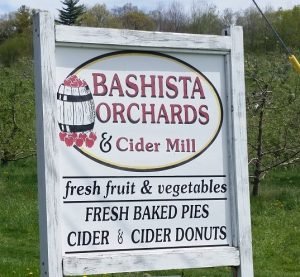 BASHISTA
ORCHARDS
& Cider Mill
fresh fruit & vegetables
FRESH BAKED PIES
CIDER & CIDER DONUTS